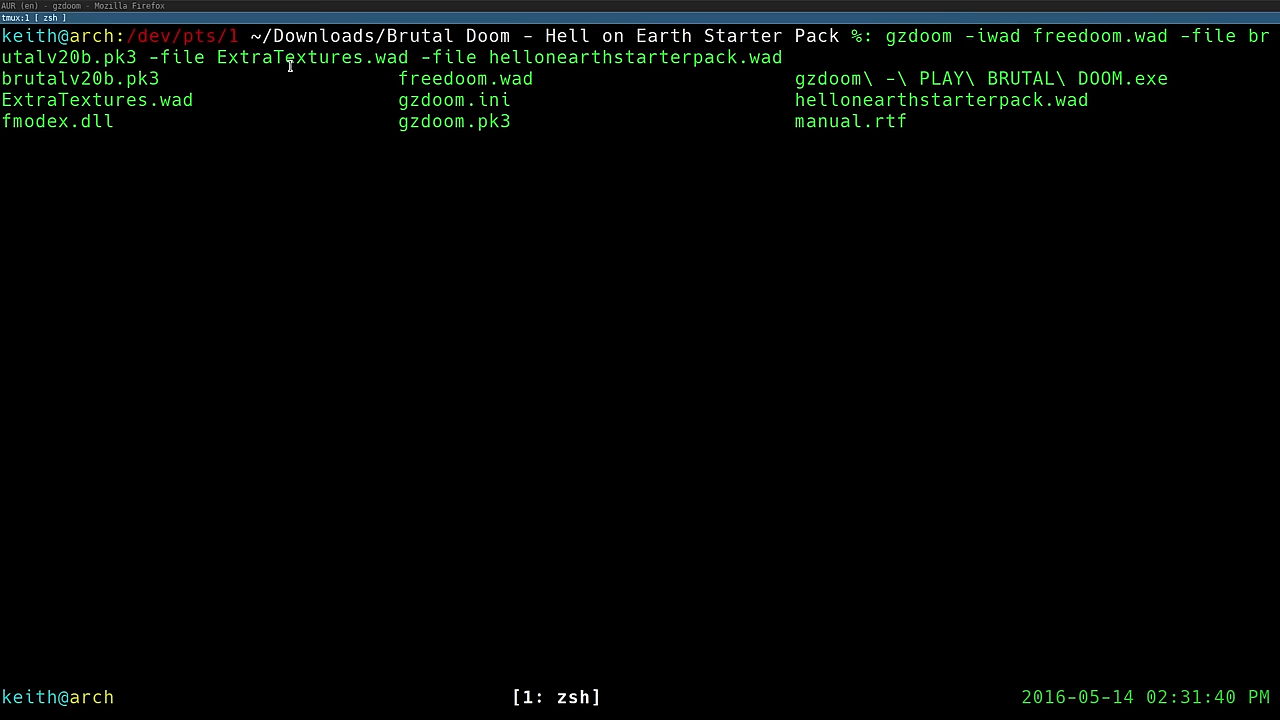 AUR (en) - gzdoom - Mozilla Firefox
tmux:1 [ zsh ]
keith@arch:/dev/pts/1 ~/Downloads/Brutal Doom - Hell on Earth Starter Pack %: gzdoom -iwad freedoom.wad -file br
utalv20b.pk3 -file ExtraTextures.wad -file hellonearthstarterpack.wad
brutalv20b.pk3 freedoom.wad gzdoom\ -\ PLAY\ BRUTAL\ DOOM.exe
ExtraTextures.wad gzdoom.ini hellonearthstarterpack.wad
fmodex.dll gzdoom.pk3 manual.rtf
keith@arch [1: zsh] 2016-05-14 02:31:40 PM